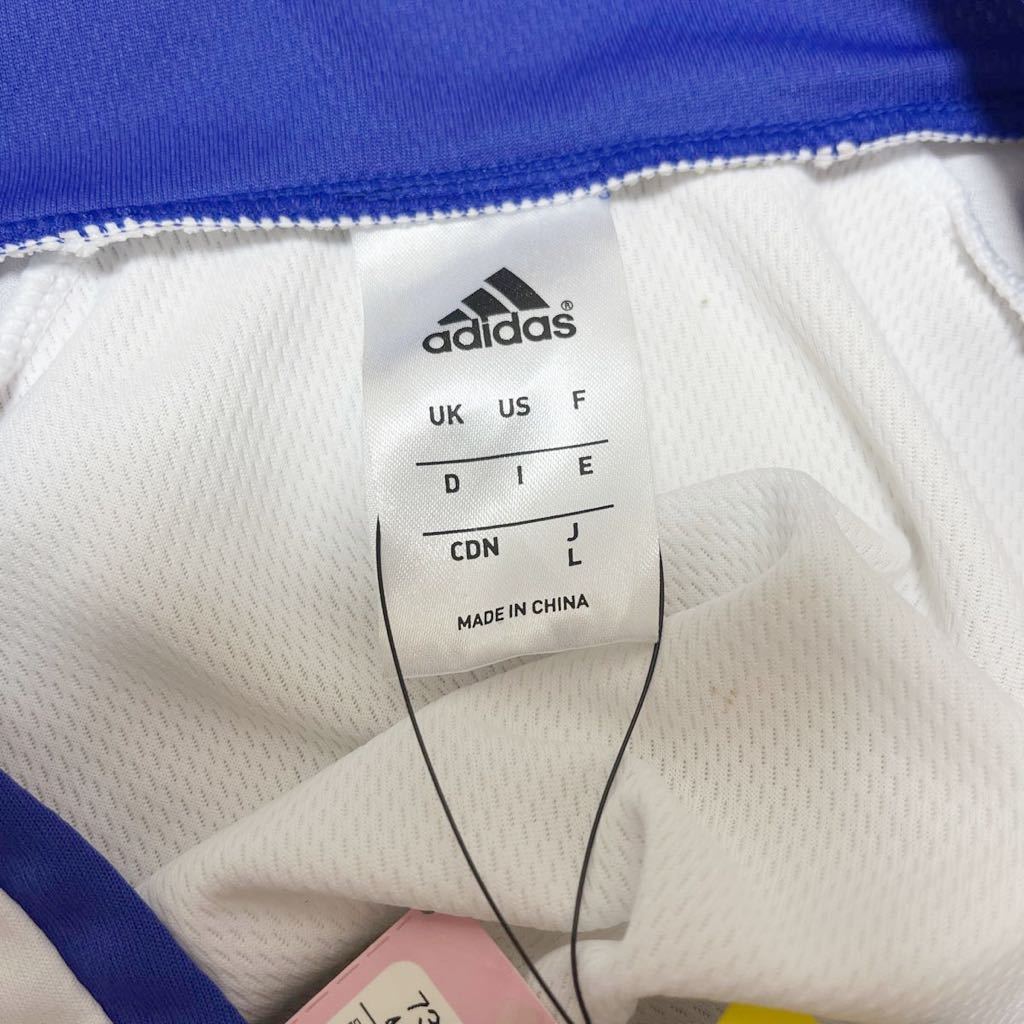 adidas®
UK US F
D I E
CDN J
L
MADE IN CHINA